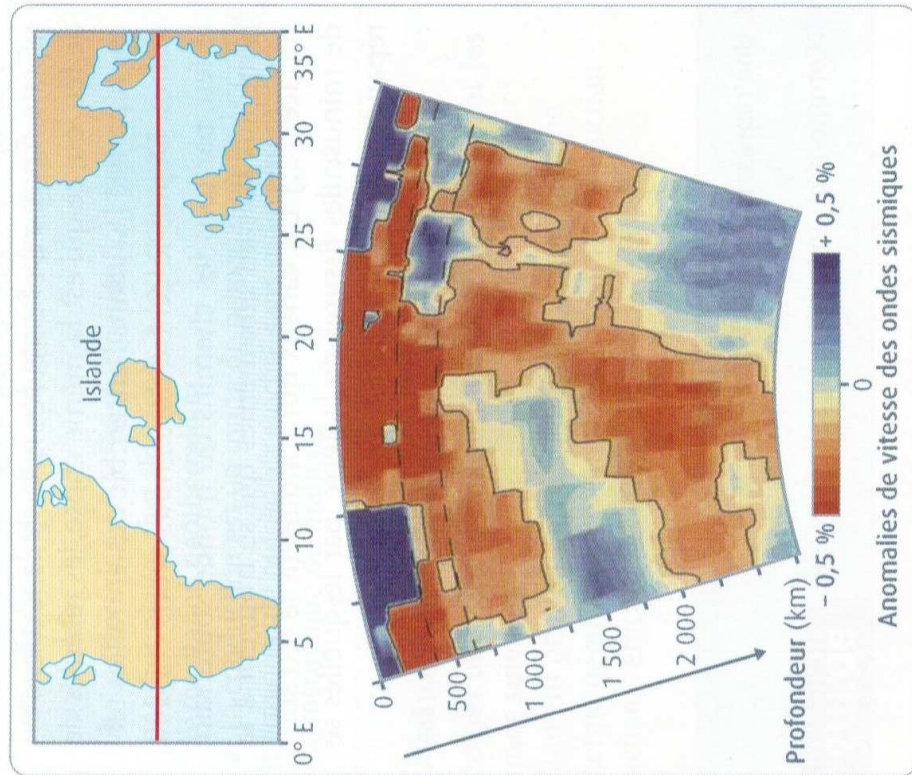 Islande
0° E
5
10
15
20
25
30
35° E
0
500
1 000
1 500
2 000
Profondeur (km)
– 0,5 %
0
+ 0,5 %
Anomalies de vitesse des ondes sismiques